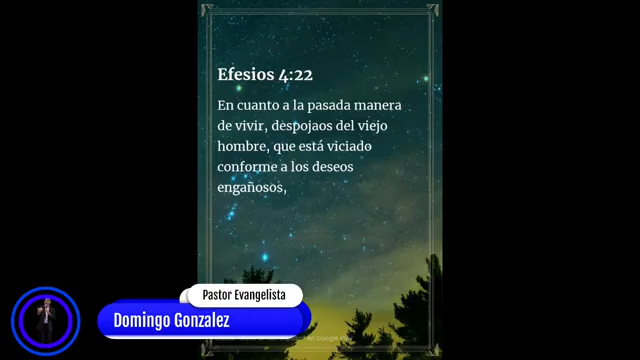 Efesios 4:22
En cuanto a la pasada manera
de vivir, despojaos del viejo
hombre, que está viciado
conforme a los deseos
engañosos,
Pastor Evangelista
Domingo Gonzalez